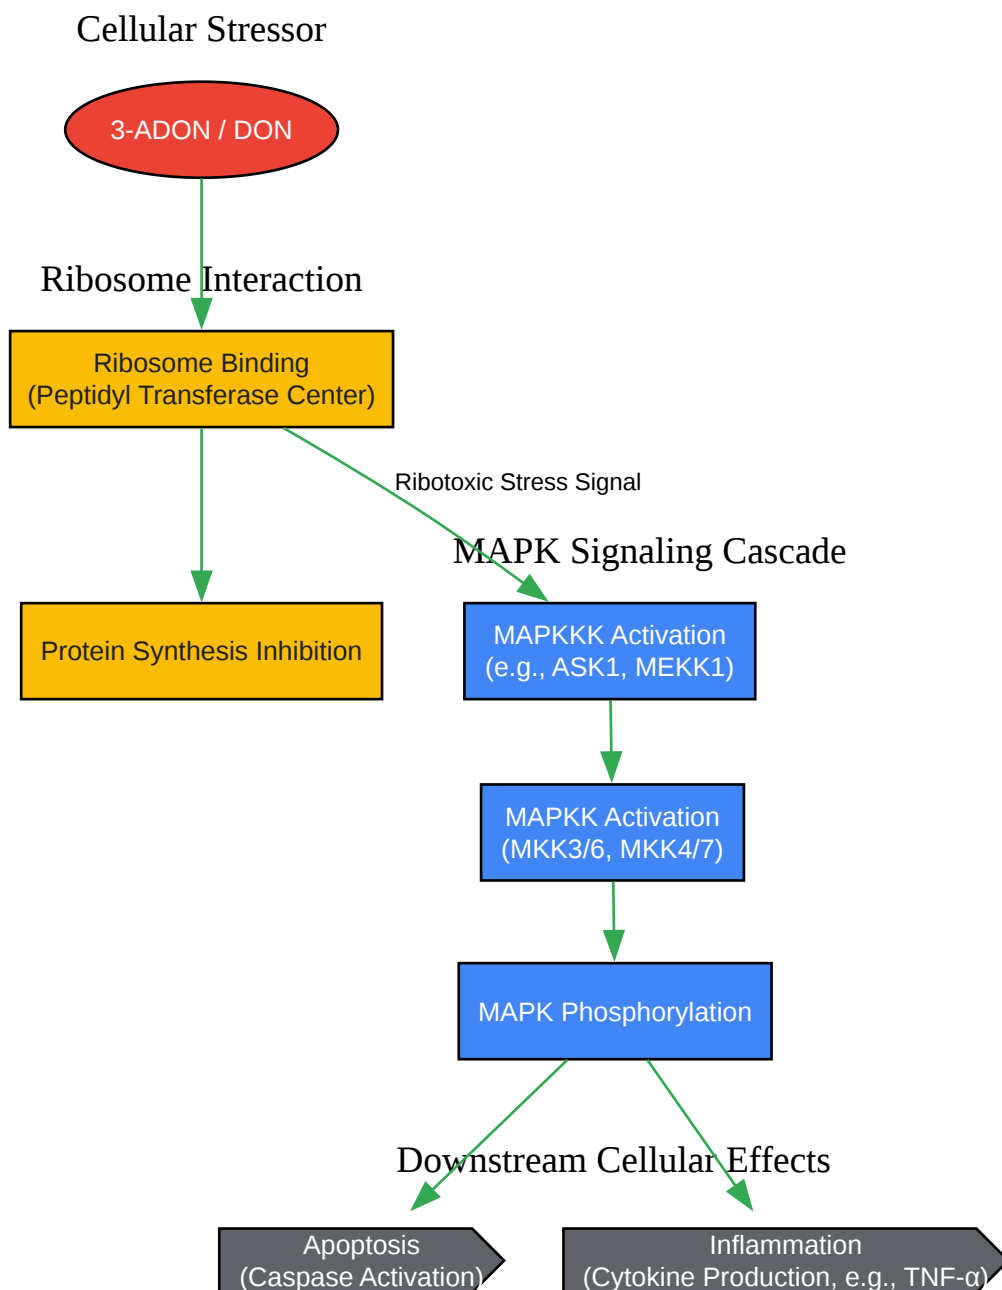 Cellular Stressor
3-ADON / DON
Ribosome Interaction
Ribosome Binding
(Peptidyl Transferase Center)
Ribotoxic Stress Signal
MAPK Signaling Cascade
Protein Synthesis Inhibition
MAPKKK Activation
(e.g., ASK1, MEKK1)
MAPKK Activation
(MKK3/6, MKK4/7)
MAPK Phosphorylation
Downstream Cellular Effects
Apoptosis
(Caspase Activation)
Inflammation
(Cytokine Production, e.g., TNF-α)